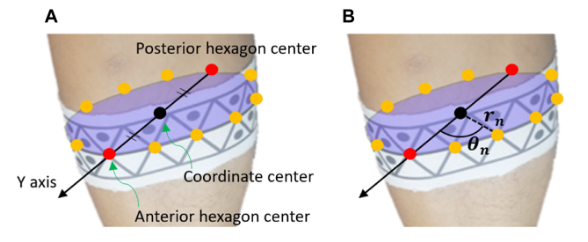 A
B
Posterior hexagon center
r_n
θ_n
Coordinate center
Y axis
Anterior hexagon center